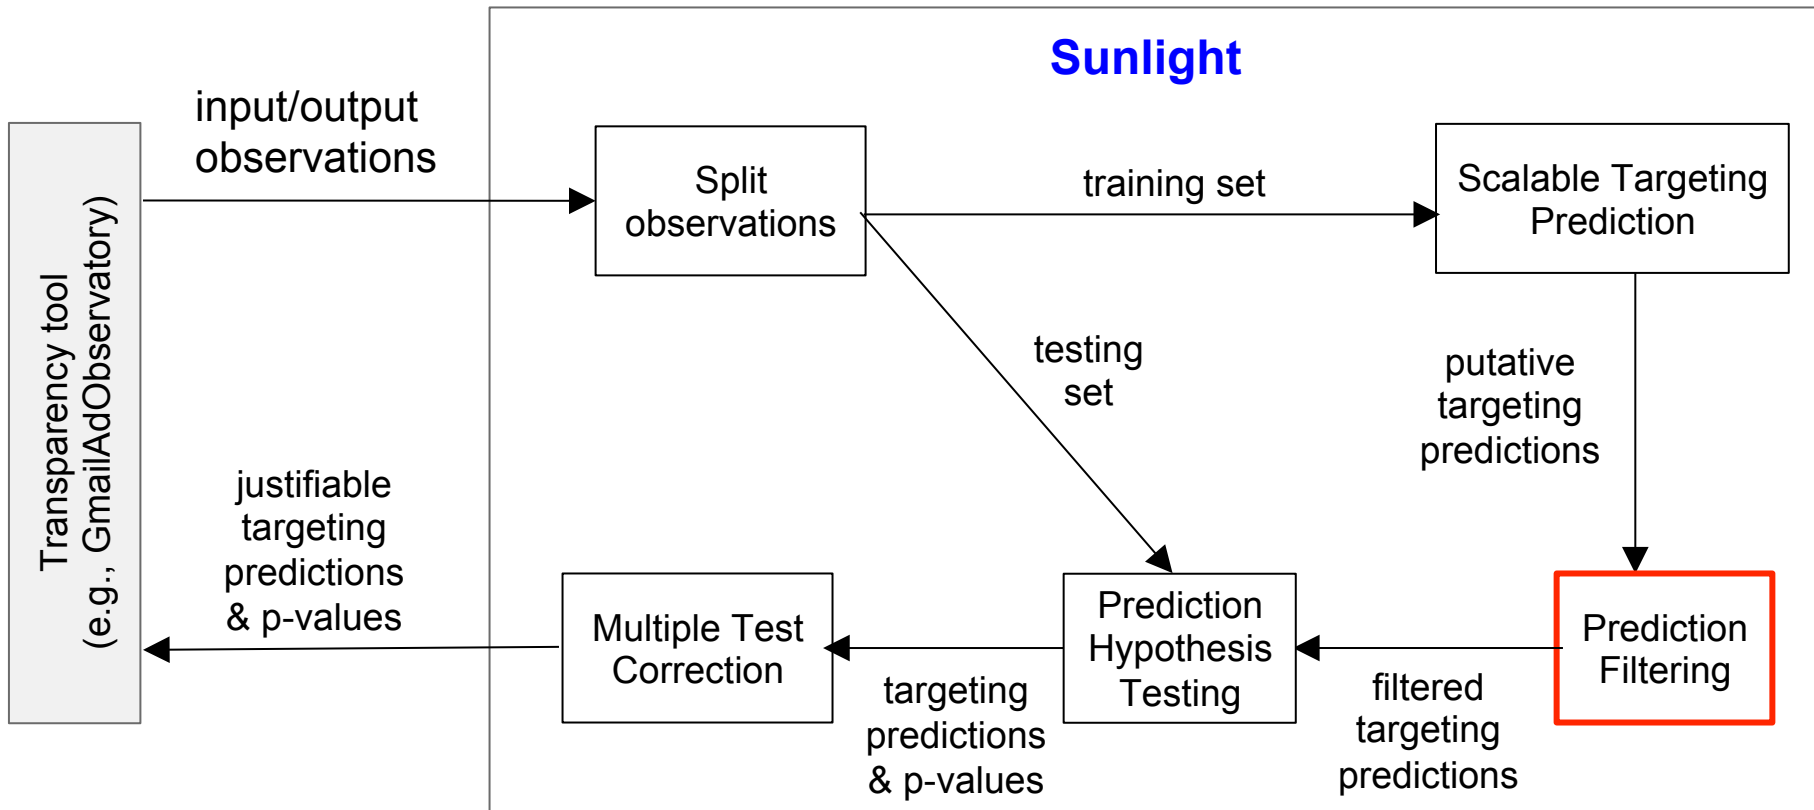 Sunlight
input/output
observations
Transparency tool
(e.g., GmailAdObservatory)
Split
observations
training set
Scalable Targeting
Prediction
testing
set
putative
targeting
predictions
justifiable
targeting
predictions
& p-values
Multiple Test
Correction
targeting
predictions
& p-values
Prediction
Hypothesis
Testing
filtered
targeting
predictions
Prediction
Filtering